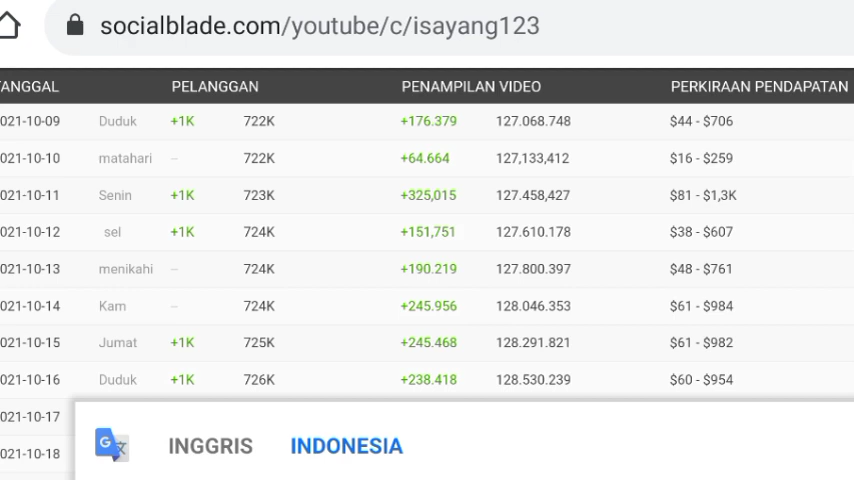 socialblade.com/youtube/c/isayang123
TANGGAL PELANGGAN PENAMPILAN VIDEO PERKIRAAN PENDAPATAN
021-10-09 Duduk +1K 722K +176.379 127.068.748 $44 - $706
021-10-10 matahari -- 722K +64.664 127,133,412 $16 - $259
021-10-11 Senin +1K 723K +325,015 127.458,427 $81 - $1,3K
021-10-12 sel +1K 724K +151,751 127.610.178 $38 - $607
021-10-13 menikahi -- 724K +190.219 127.800.397 $48 - $761
021-10-14 Kam -- 724K +245.956 128.046.353 $61 - $984
021-10-15 Jumat +1K 725K +245.468 128.291.821 $61 - $982
021-10-16 Duduk +1K 726K +238.418 128.530.239 $60 - $954
021-10-17
021-10-18
G 文 INGGRIS INDONESIA